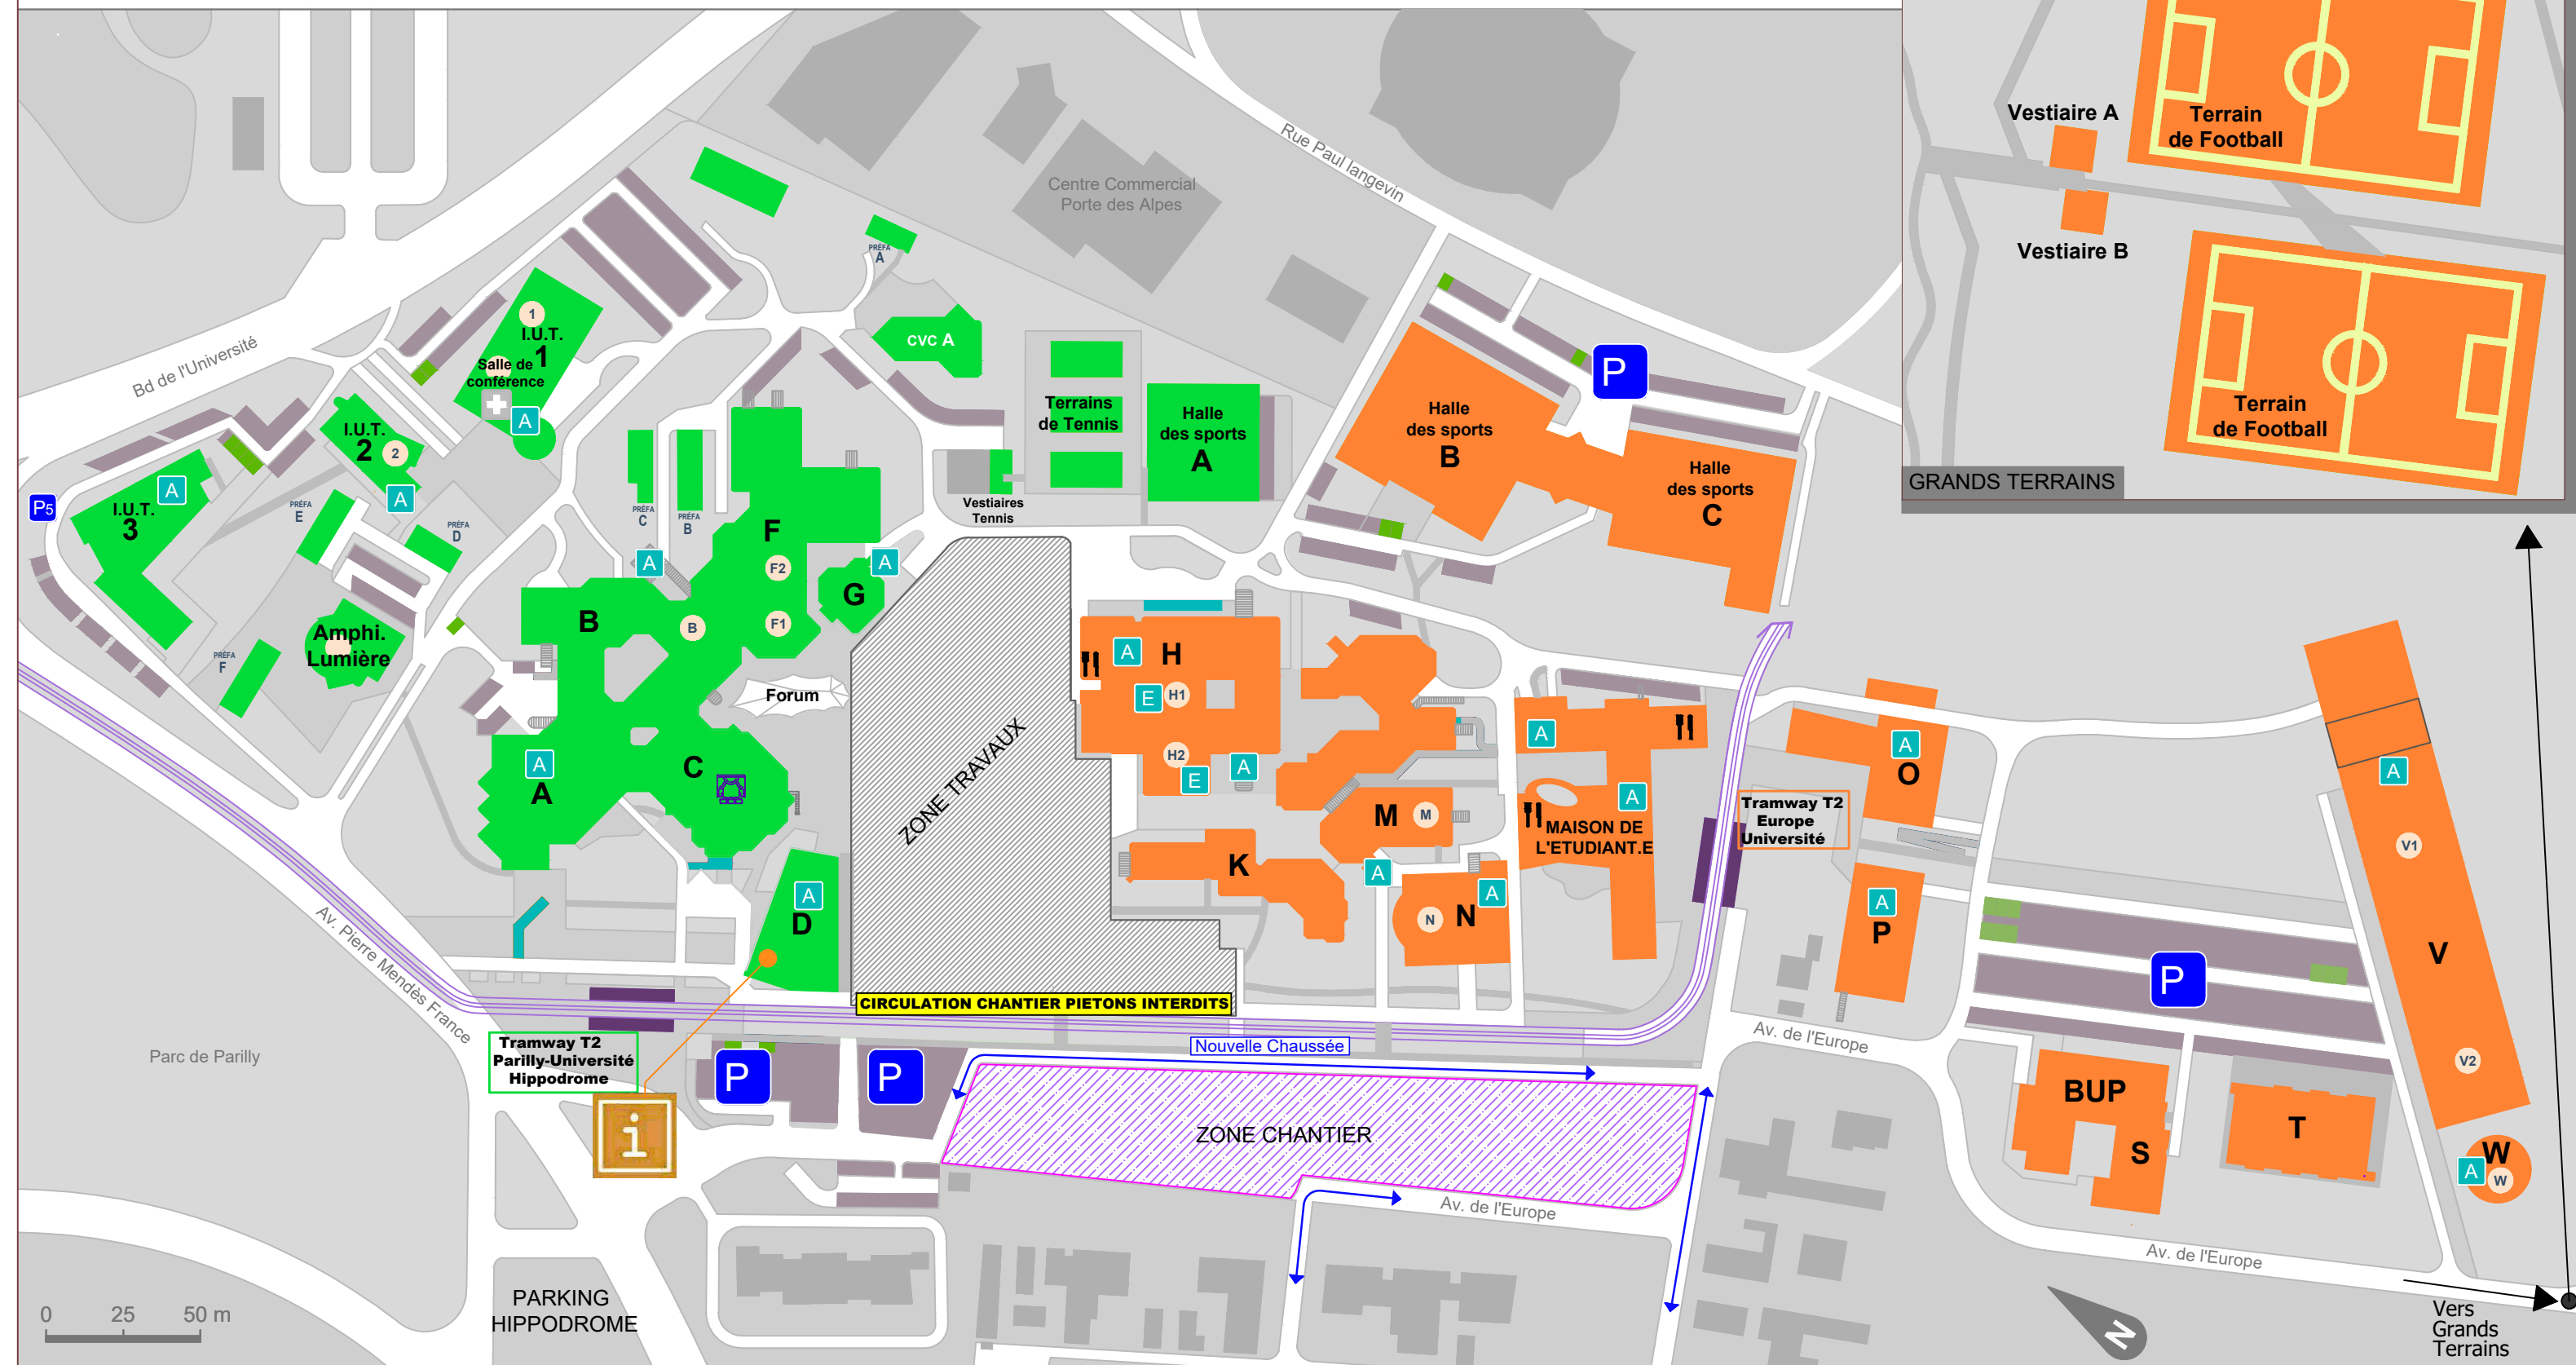 Vestiaire A
Terrain
de Football
Vestiaire B
Terrain
de Football
GRANDS TERRAINS
Rue Paul langevin
Centre Commercial
Porte des Alpes
Bd de l'Université
PRÉFA
A
CVC A
1
I.U.T.
1
Salle de
conférence
A
I.U.T.
2
2
A
P5
I.U.T.
3
A
PRÉFA
E
PRÉFA
D
PRÉFA
F
Amphi.
Lumière
PRÉFA
C
PRÉFA
B
Terrains
de Tennis
Vestiaires
Tennis
Halle
des sports
A
Halle
des sports
B
P
Halle
des sports
C
F
F2
F1
A
A
G
B
B
Forum
A
A
C
A
D
ZONE TRAVAUX
CIRCULATION CHANTIER PIETONS INTERDITS
A
H
E
H1
H2
E
A
K
M
M
A
N
N
A
A
A
MAISON DE
L'ETUDIANT.E
Tramway T2
Europe
Université
A
O
A
P
P
A
V1
V
V2
BUP
S
T
W
A
W
Av. Pierre Mendès France
Parc de Parilly
Tramway T2
Parilly-Université
Hippodrome
i
P
P
Nouvelle Chaussée
ZONE CHANTIER
Av. de l'Europe
Av. de l'Europe
Av. de l'Europe
PARKING
HIPPODROME
0 25 50 m
N
Vers
Grands
Terrains